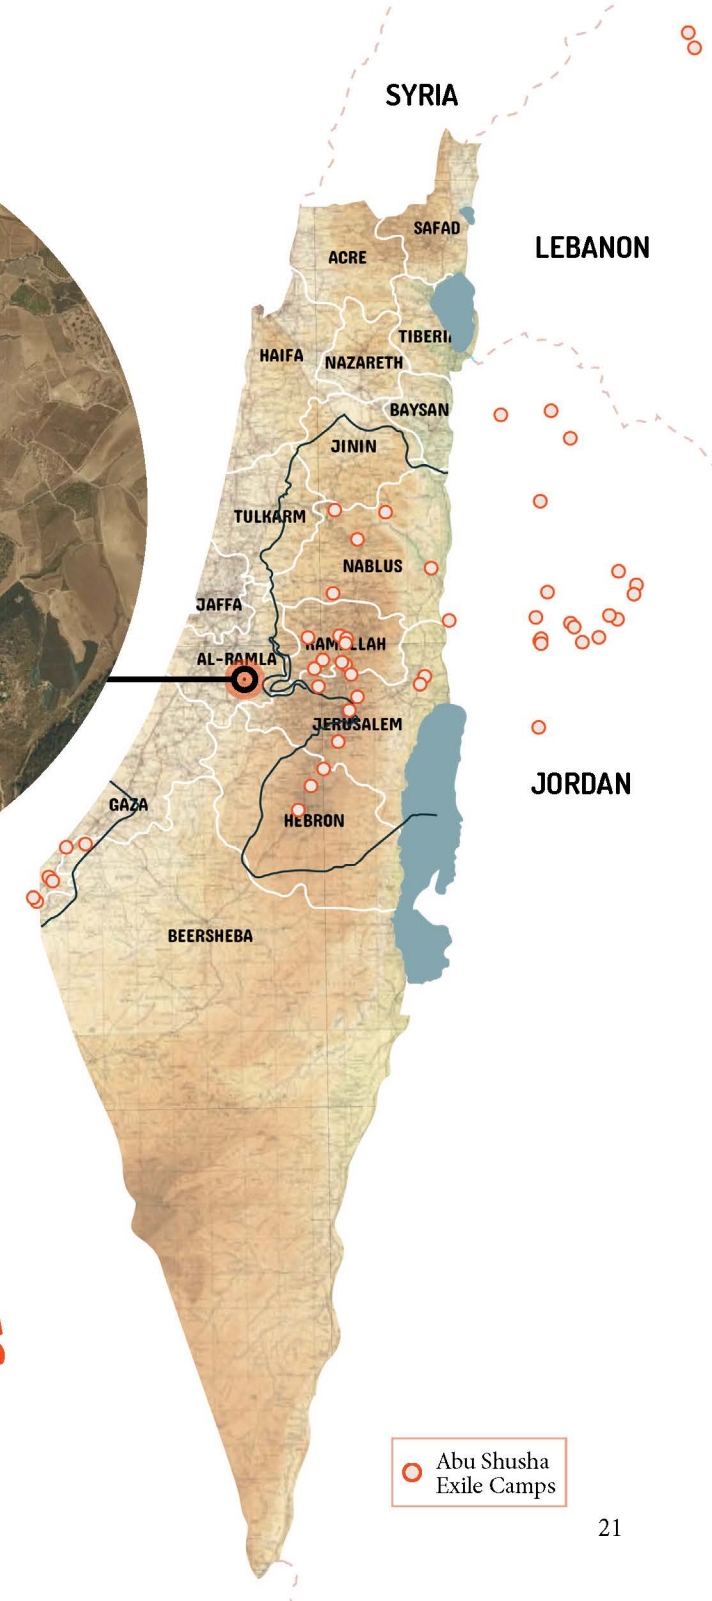 SYRIA
SAFAD
LEBANON
ACRE
TIBERI
HAIFA
NAZARETH
BAYSAN
JININ
TULKARM
NABLUS
JAFFA
RAMALLAH
AL-RAMLA
JERUSALEM
JORDAN
GAZA
HEBRON
BEERSHEBA
Abu Shusha
Exile Camps
21